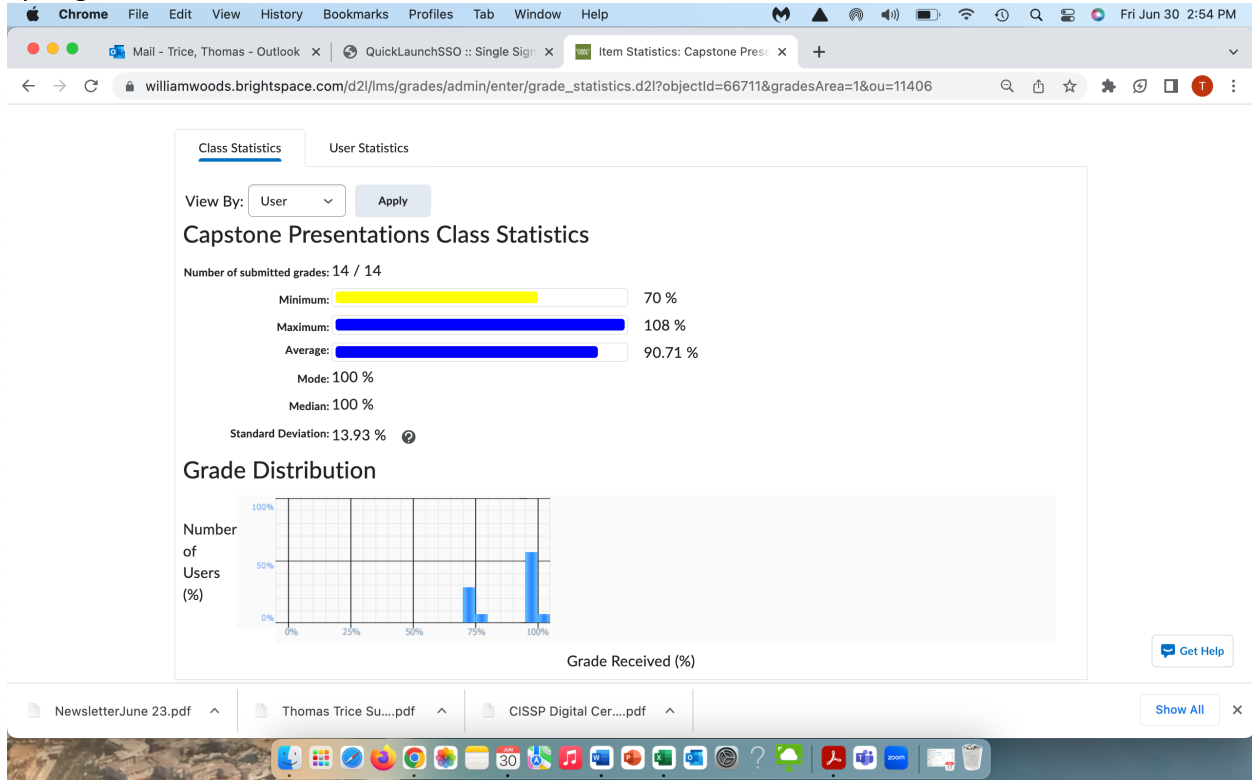 Chrome File Edit View History Bookmarks Profiles Tab Window Help Fri Jun 30 2:54 PM
Mail - Trice, Thomas - Outlook QuickLaunchSSO :: Single Sign Item Statistics: Capstone Prese
williamwoods.brightspace.com/d2l/lms/grades/admin/enter/grade_statistics.d2l?objectId=66711&gradesArea=1&ou=11406 T
Class Statistics User Statistics
View By: User Apply
Capstone Presentations Class Statistics
Number of submitted grades: 14 / 14
Minimum: 70 %
Maximum: 108 %
Average: 90.71 %
Mode: 100 %
Median: 100 %
Standard Deviation: 13.93 % ?
Grade Distribution
100%
Number
of
50%
Users
(%)
0%
0% 25% 50% 75% 100%
Grade Received (%)
Get Help
NewsletterJune 23.pdf Thomas Trice Su....pdf CISSP Digital Cer....pdf Show All
JUN
30
zoom
17